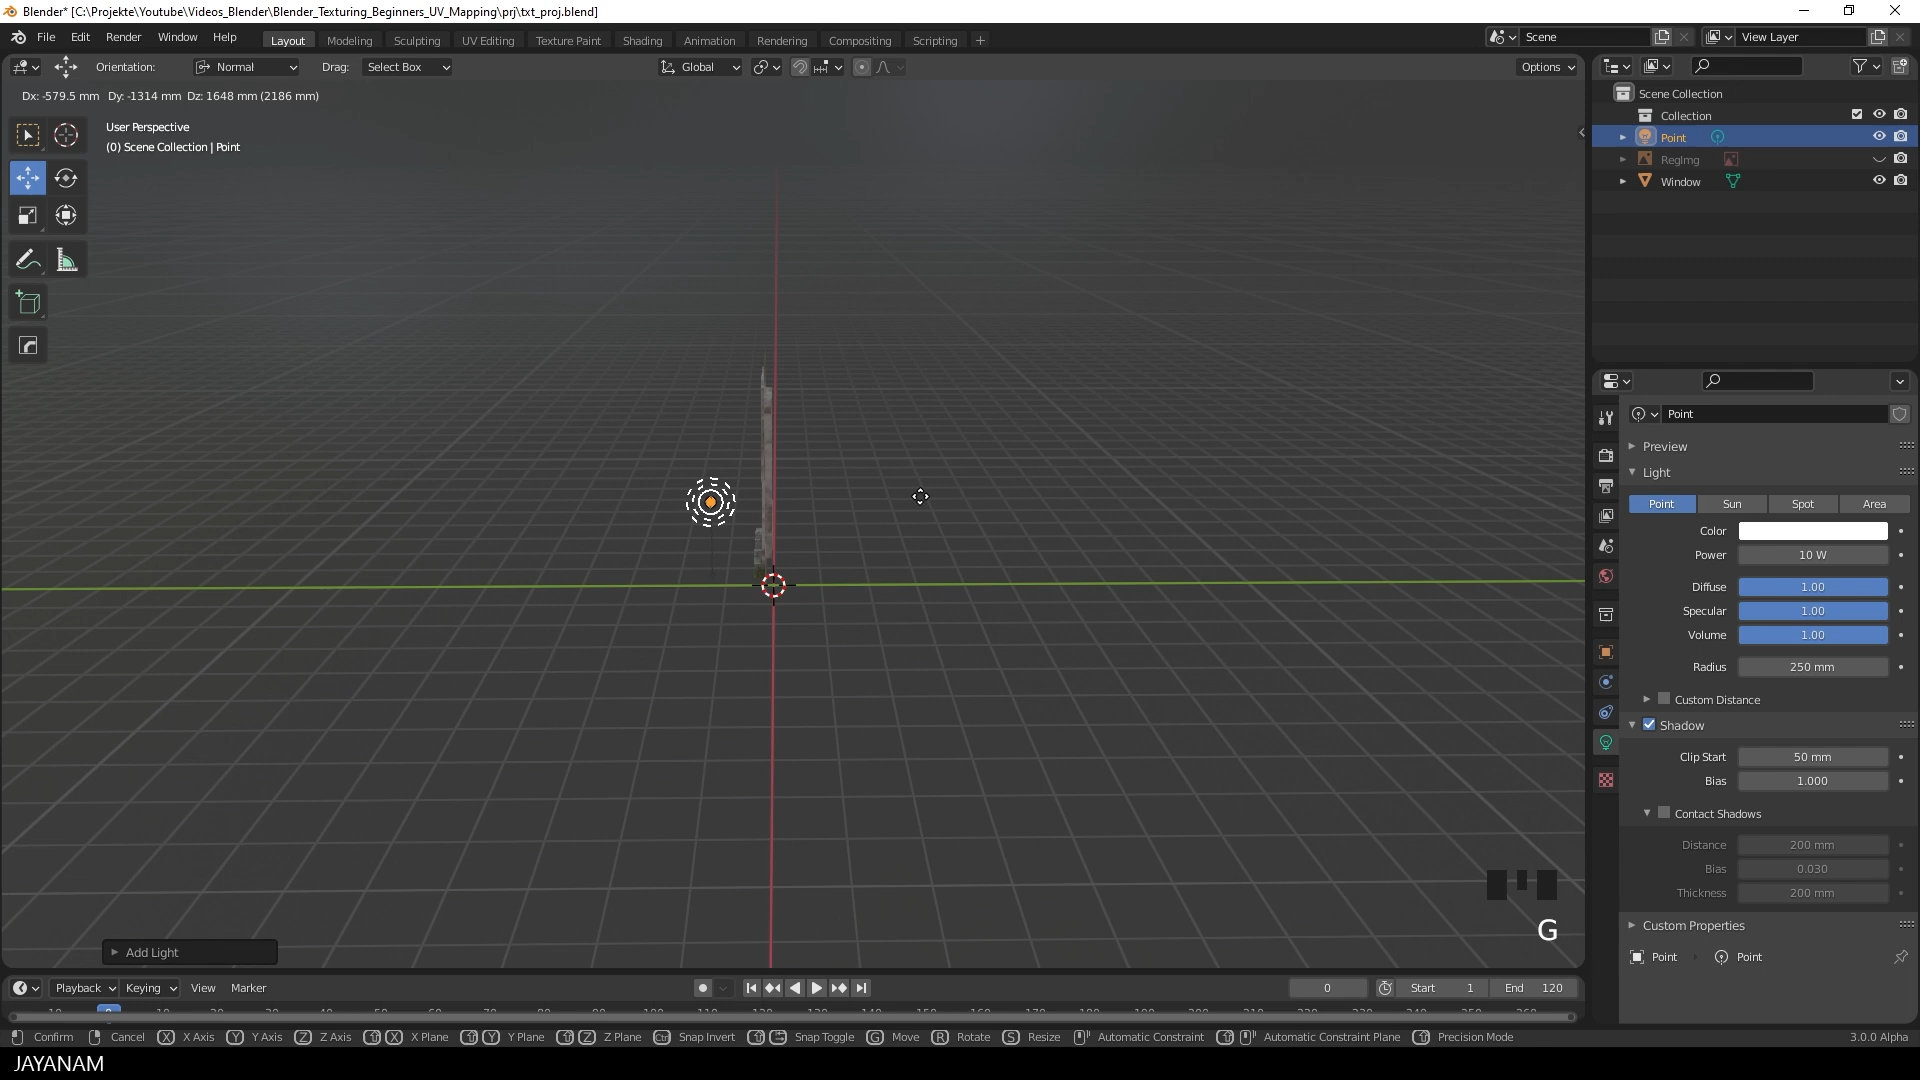 Blender* [C:\Projekte\Youtube\Videos_Blender\Blender_Texturing_Beginners_UV_Mapping\prj\txt_proj.blend]
File Edit Render Window Help Layout Modeling Sculpting UV Editing Texture Paint Shading Animation Rendering Compositing Scripting + Scene View Layer
Orientation: Normal Drag: Select Box Global Options
Dx: -579.5 mm Dy: -1314 mm Dz: 1648 mm (2186 mm)
User Perspective
(0) Scene Collection | Point
Scene Collection
Collection
Point
RegImg
Window
Point
Preview
Light
Point Sun Spot Area
Color
Power 10 W
Diffuse 1.00
Specular 1.00
Volume 1.00
Radius 250 mm
Custom Distance
Shadow
Clip Start 50 mm
Bias 1.000
Contact Shadows
Distance 200 mm
Bias 0.030
Thickness 200 mm
Custom Properties
Point Point
G
Add Light
Playback Keying View Marker 0 Start 1 End 120
Confirm Cancel X X Axis Y Y Axis Z Z Axis X X Plane Y Y Plane Z Z Plane Ctrl Snap Invert Snap Toggle G Move R Rotate S Resize Automatic Constraint Automatic Constraint Plane Precision Mode 3.0.0 Alpha
JAYANAM